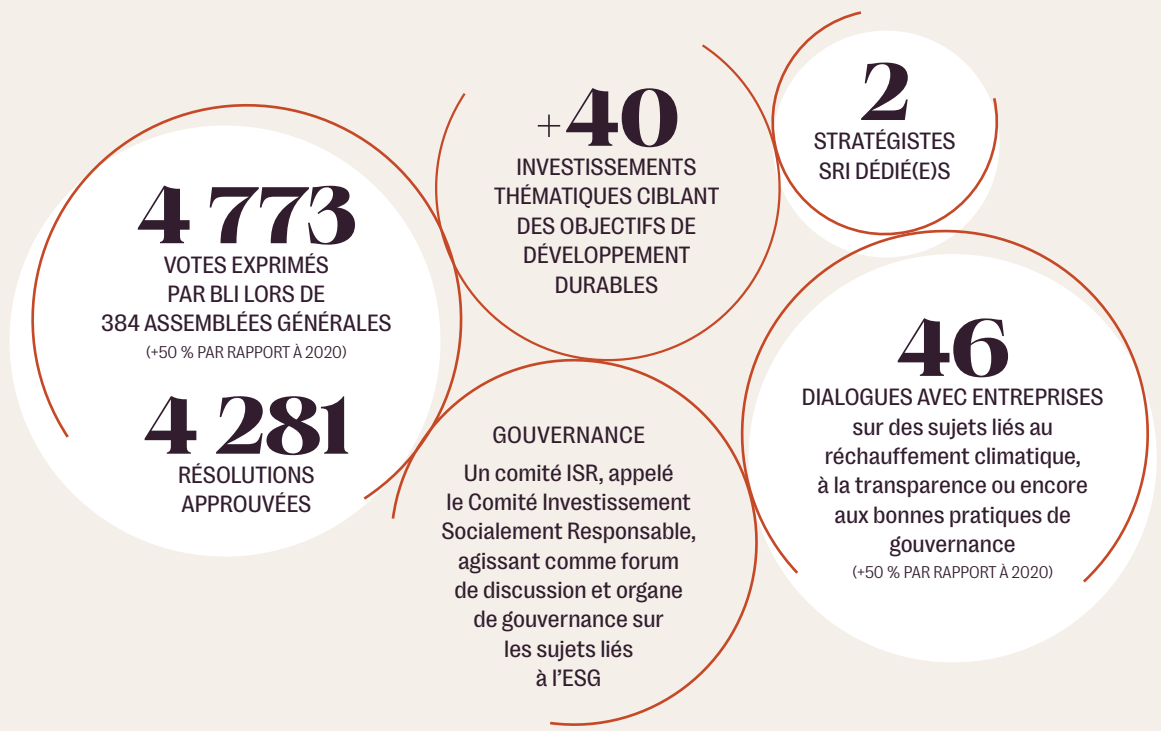 4 773
VOTES EXPRIMÉS
PAR BLI LORS DE
384 ASSEMBLÉES GÉNÉRALES
(+50 % PAR RAPPORT À 2020)
4 281
RÉSOLUTIONS
APPROUVÉES
+40
INVESTISSEMENTS
THÉMATIQUES CIBLANT
DES OBJECTIFS DE
DÉVELOPPEMENT
DURABLES
2
STRATÉGISTES
SRI DÉDIÉ(E)S
GOUVERNANCE
Un comité ISR, appelé
le Comité Investissement
Socialement Responsable,
agissant comme forum
de discussion et organe
de gouvernance sur
les sujets liés
à l’ESG
46
DIALOGUES AVEC ENTREPRISES
sur des sujets liés au
réchauffement climatique,
à la transparence ou encore
aux bonnes pratiques de
gouvernance
(+50 % PAR RAPPORT À 2020)